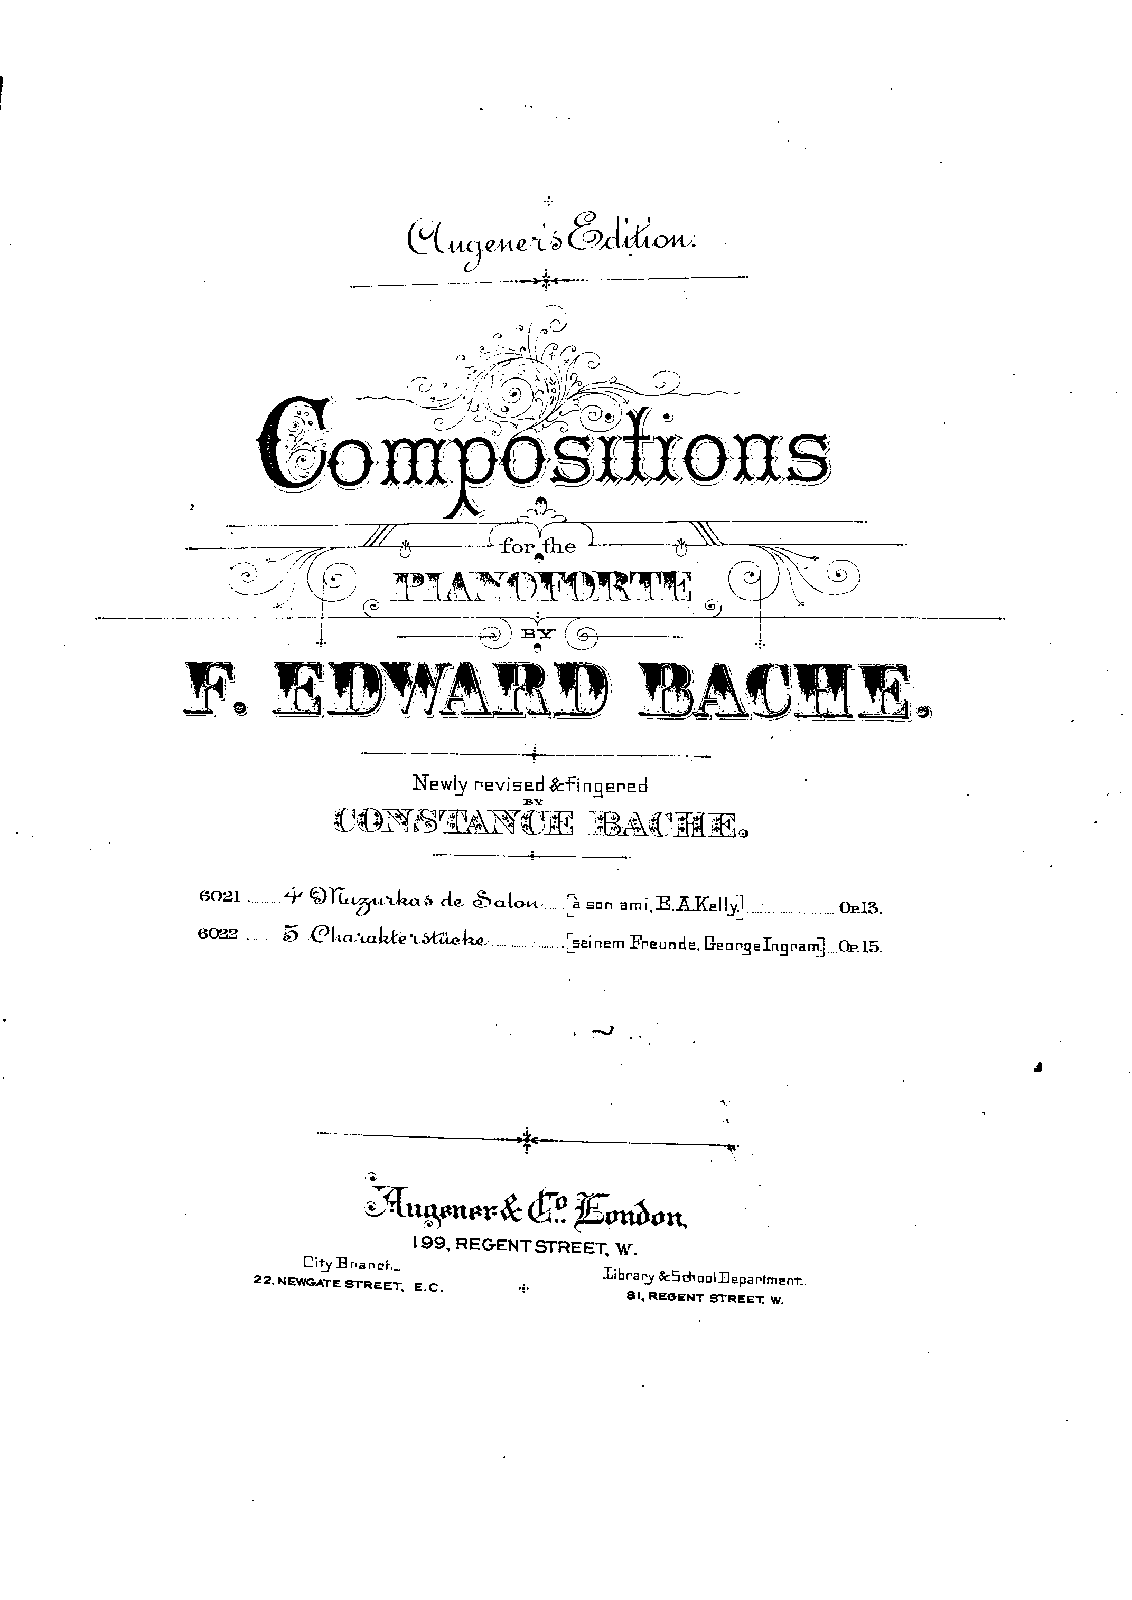 Augener's Edition.
Compositions
for the
PIANOFORTE
BY
F. EDWARD BACHE.
Newly revised & fingered
BY
CONSTANCE BACHE.
6021 ........ 4 Mazurkas de Salon ..... [à son ami, E. A. Kelly.] ................ Op. 13.
6022 ..... 5 Charakterstücke ............ [seinem Freunde, George Ingram] ... Op. 15.
Augener & Co. London.
199, REGENT STREET, W.
City Branch
22, NEWGATE STREET, E.C.
Library & School Department.
81, REGENT STREET, W.